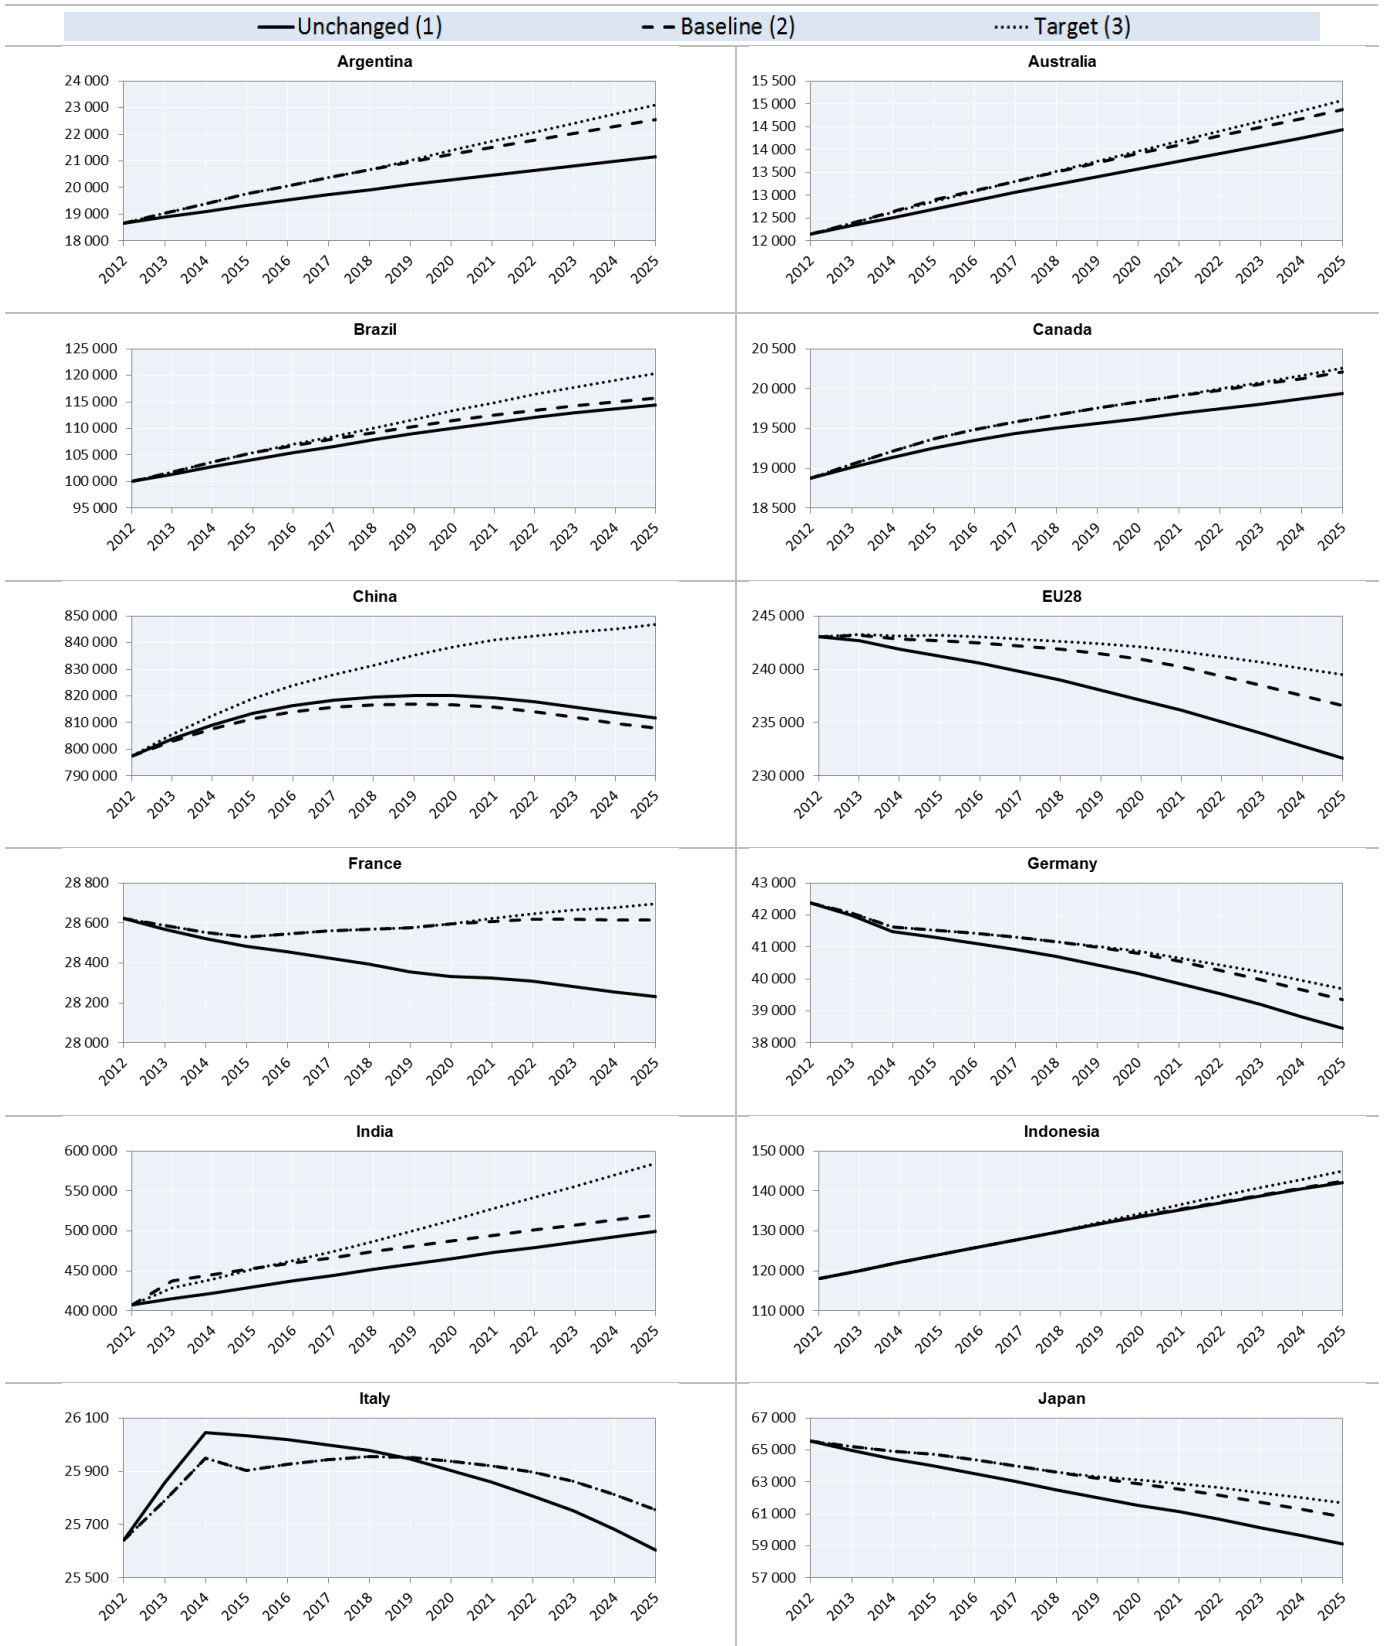 Unchanged (1) Baseline (2) Target (3)
Argentina
24 000
23 000
22 000
21 000
20 000
19 000
18 000
2012 2013 2014 2015 2016 2017 2018 2019 2020 2021 2022 2023 2024 2025
Australia
15 500
15 000
14 500
14 000
13 500
13 000
12 500
12 000
2012 2013 2014 2015 2016 2017 2018 2019 2020 2021 2022 2023 2024 2025
Brazil
125 000
120 000
115 000
110 000
105 000
100 000
95 000
2012 2013 2014 2015 2016 2017 2018 2019 2020 2021 2022 2023 2024 2025
Canada
20 500
20 000
19 500
19 000
18 500
2012 2013 2014 2015 2016 2017 2018 2019 2020 2021 2022 2023 2024 2025
China
850 000
840 000
830 000
820 000
810 000
800 000
790 000
2012 2013 2014 2015 2016 2017 2018 2019 2020 2021 2022 2023 2024 2025
EU28
245 000
240 000
235 000
230 000
2012 2013 2014 2015 2016 2017 2018 2019 2020 2021 2022 2023 2024 2025
France
28 800
28 600
28 400
28 200
28 000
2012 2013 2014 2015 2016 2017 2018 2019 2020 2021 2022 2023 2024 2025
Germany
43 000
42 000
41 000
40 000
39 000
38 000
2012 2013 2014 2015 2016 2017 2018 2019 2020 2021 2022 2023 2024 2025
India
600 000
550 000
500 000
450 000
400 000
2012 2013 2014 2015 2016 2017 2018 2019 2020 2021 2022 2023 2024 2025
Indonesia
150 000
140 000
130 000
120 000
110 000
2012 2013 2014 2015 2016 2017 2018 2019 2020 2021 2022 2023 2024 2025
Italy
26 100
25 900
25 700
25 500
2012 2013 2014 2015 2016 2017 2018 2019 2020 2021 2022 2023 2024 2025
Japan
67 000
65 000
63 000
61 000
59 000
57 000
2012 2013 2014 2015 2016 2017 2018 2019 2020 2021 2022 2023 2024 2025